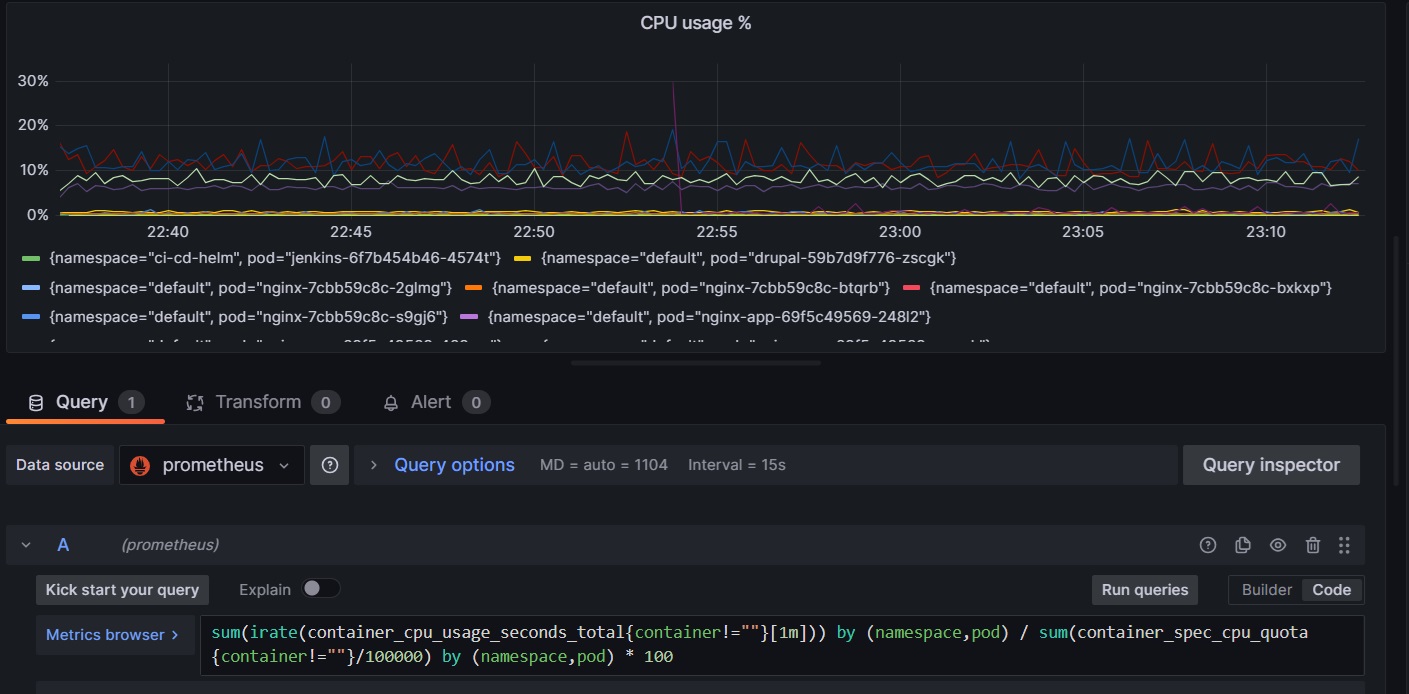 CPU usage %
30%
20%
10%
0%
22:40 22:45 22:50 22:55 23:00 23:05 23:10
{namespace="ci-cd-helm", pod="jenkins-6f7b454b46-4574t"} {namespace="default", pod="drupal-59b7d9f776-zscgk"}
{namespace="default", pod="nginx-7cbb59c8c-2glmg"} {namespace="default", pod="nginx-7cbb59c8c-btqrb"} {namespace="default", pod="nginx-7cbb59c8c-bxkxp"}
{namespace="default", pod="nginx-7cbb59c8c-s9gj6"} {namespace="default", pod="nginx-app-69f5c49569-248l2"}
Query 1 Transform 0 Alert 0
Data source prometheus Query options MD = auto = 1104 Interval = 15s Query inspector
A (prometheus)
Kick start your query Explain Run queries Builder Code
Metrics browser > sum(irate(container_cpu_usage_seconds_total{container!=""}[1m])) by (namespace,pod) / sum(container_spec_cpu_quota
{container!=""}/100000) by (namespace,pod) * 100